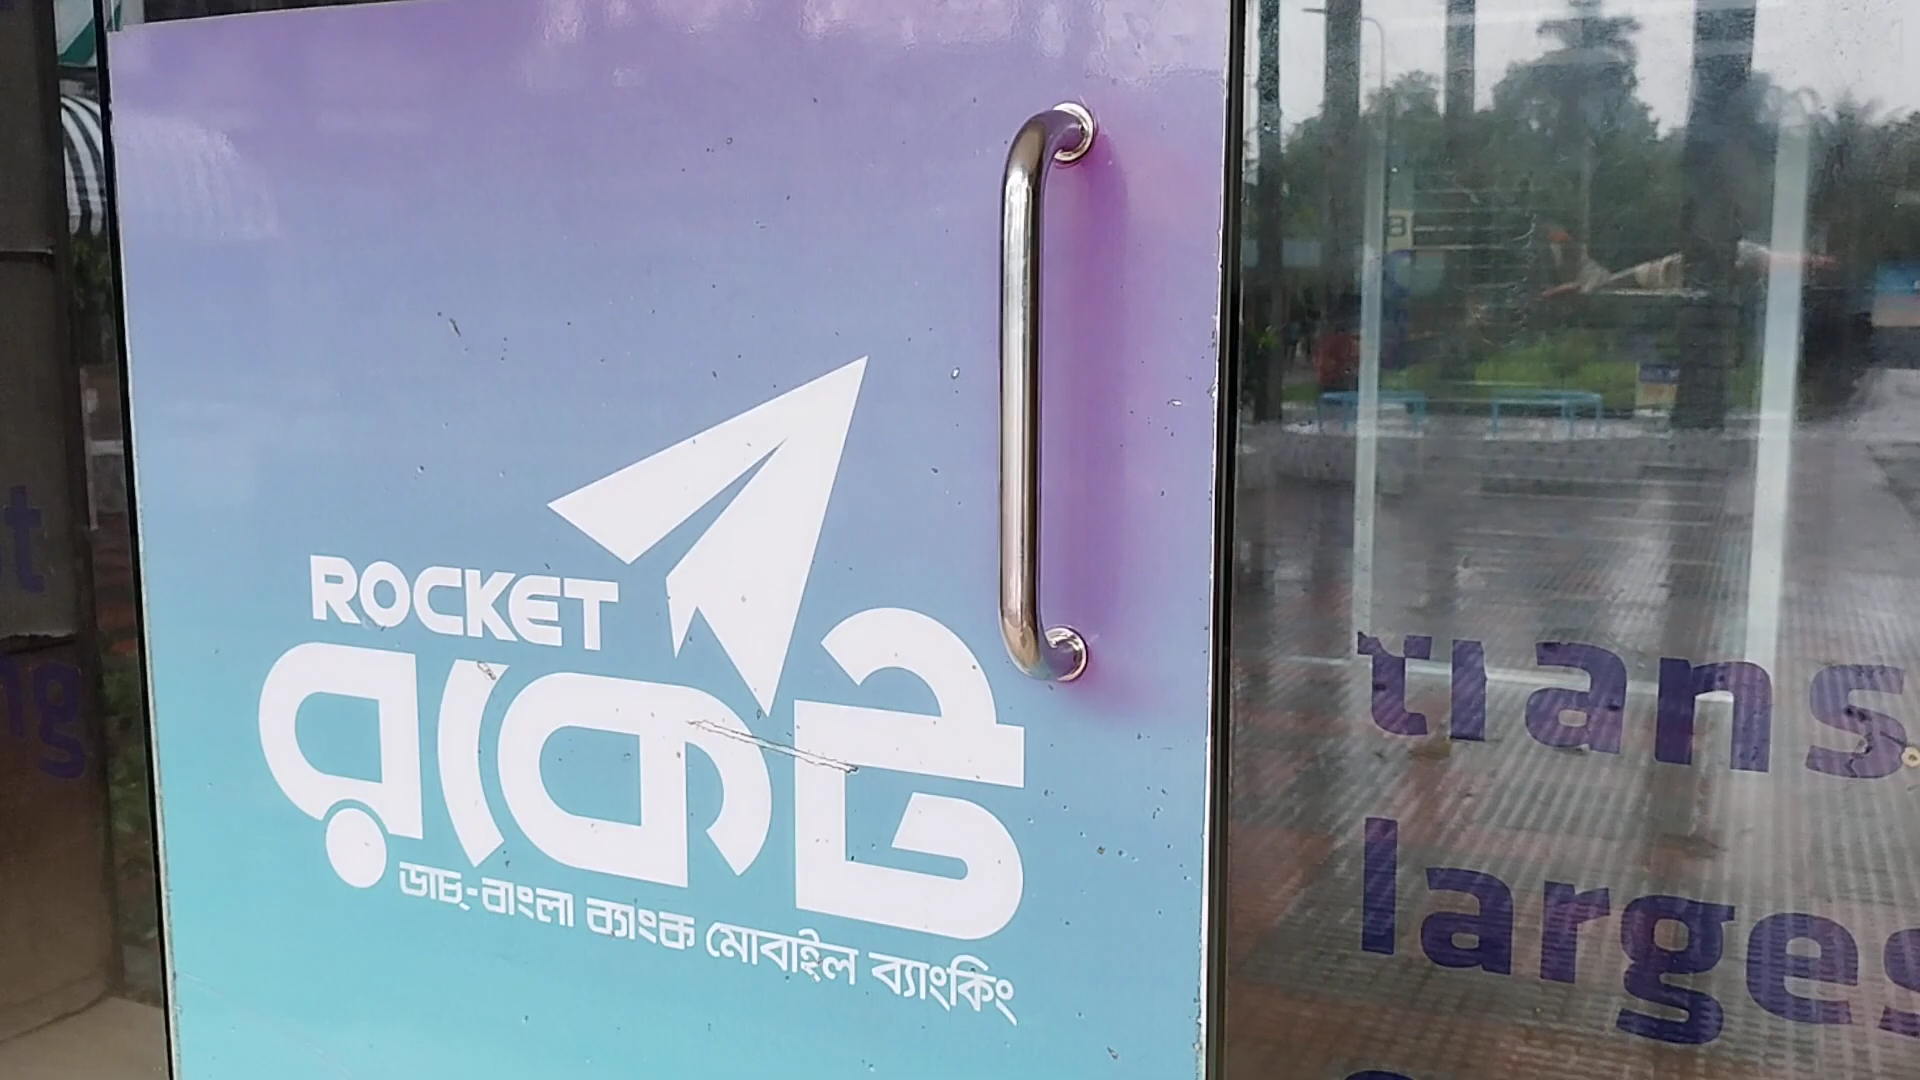 ROCKET
রকেট
ডাচ্-বাংলা ব্যাংক মোবাইল ব্যাংকিং
trans
larges
B